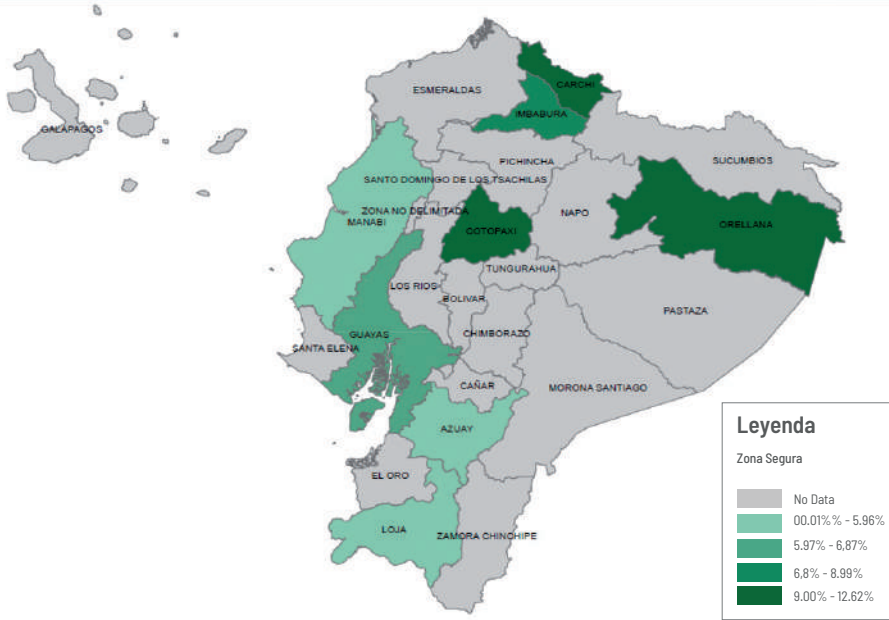 CARCHI
ESMERALDAS
IMBABURA
GALAPAGOS
PICHINCHA
SUCUMBIOS
SANTO DOMINGO DE LOS TSACHILAS
ZONA NO DELIMITADA
NAPO
MANABI
COTOPAXI
ORELLANA
TUNGURAHUA
LOS RIOS
BOLIVAR
PASTAZA
GUAYAS
CHIMBORAZO
SANTA ELENA
CAÑAR
MORONA SANTIAGO
AZUAY
EL ORO
LOJA
ZAMORA CHINCHIPE
Leyenda
Zona Segura
No Data
00.01%% - 5.96%
5.97% - 6,87%
6,8% - 8.99%
9.00% - 12.62%